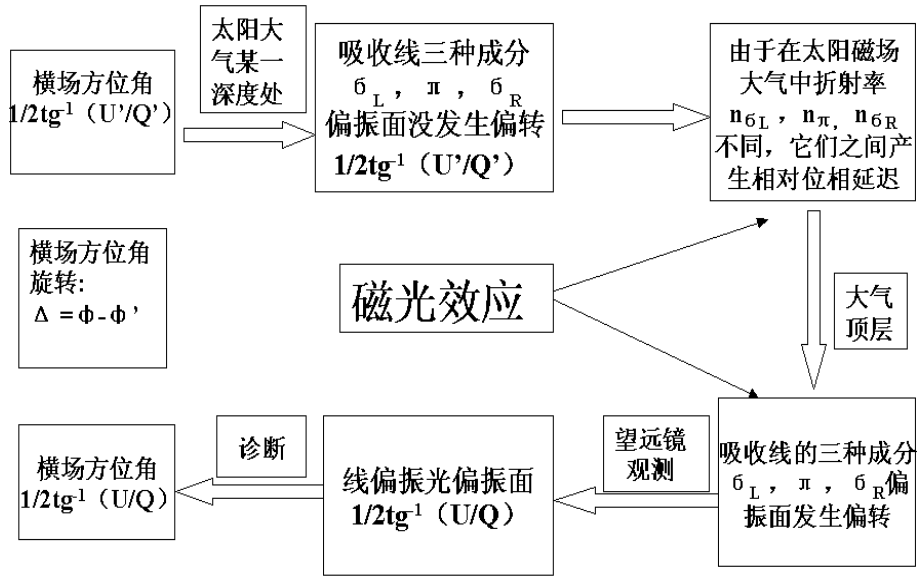 横场方位角
1/2tg⁻¹（U’/Q’）
太阳大
气某一
深度处
吸收线三种成分
бL，π，бR
偏振面没发生偏转
1/2tg⁻¹（U’/Q’）
由于在太阳磁场
大气中折射率
nбL，nπ，nбR
不同，它们之间产
生相对位相延迟
横场方位角
旋转:
Δ=Φ-Φ’
磁光效应
大气
顶层
吸收线的三种成分
бL，π，бR偏
振面发生偏转
望远镜
观测
线偏振光偏振面
1/2tg⁻¹（U/Q）
诊断
横场方位角
1/2tg⁻¹（U/Q）